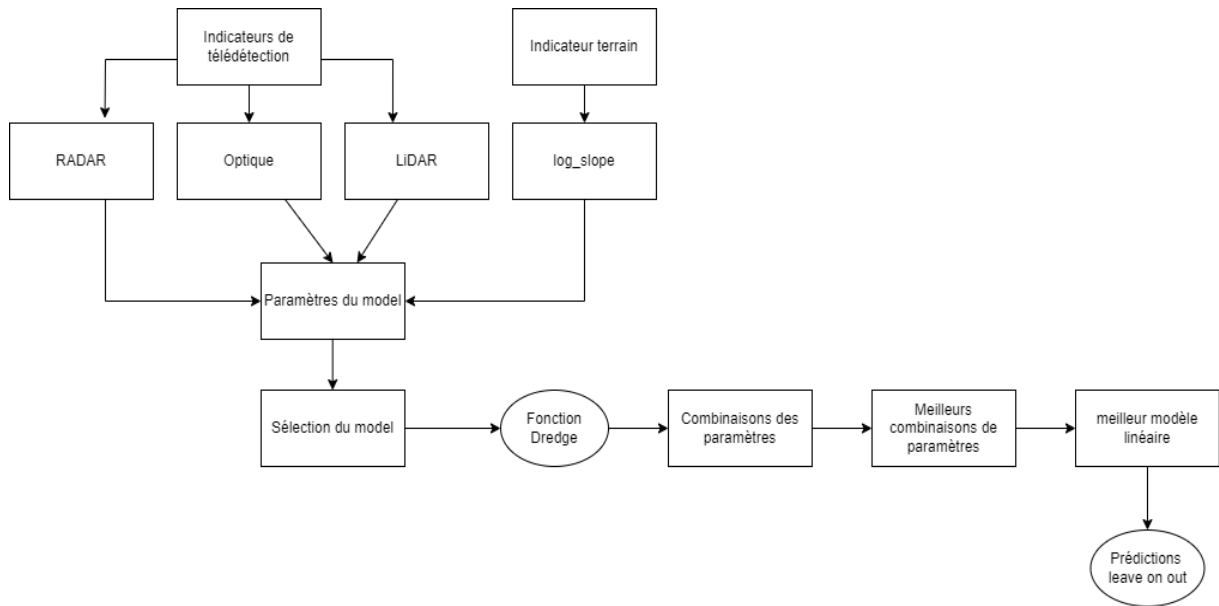 Indicateurs de
télédétection
Indicateur terrain
RADAR
Optique
LiDAR
log_slope
Paramètres du model
Sélection du model
Fonction
Dredge
Combinaisons des
paramètres
Meilleurs
combinaisons de
paramètres
meilleur modèle
linéaire
Prédictions
leave on out